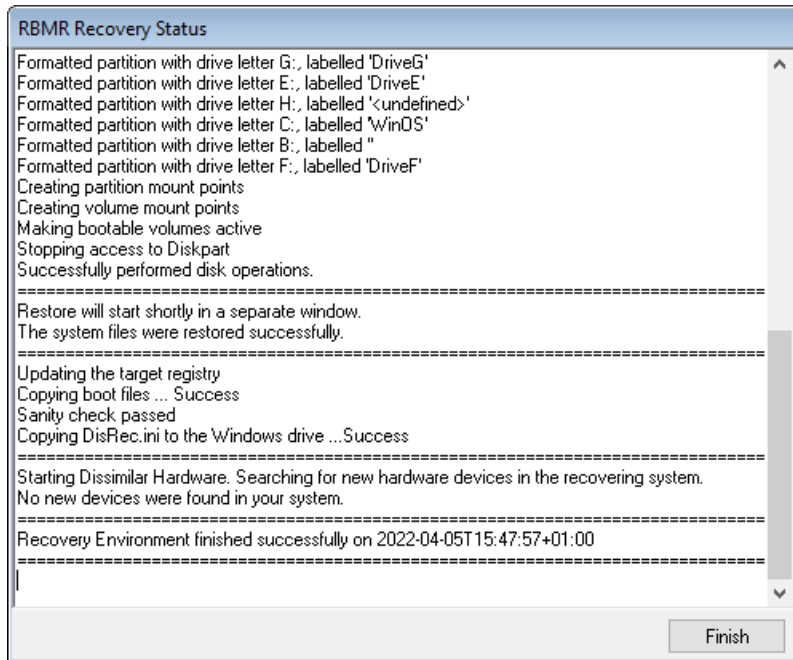 RBMR Recovery Status
Formatted partition with drive letter G:, labelled 'DriveG'
Formatted partition with drive letter E:, labelled 'DriveE'
Formatted partition with drive letter H:, labelled '<undefined>'
Formatted partition with drive letter C:, labelled 'WinOS'
Formatted partition with drive letter B:, labelled ''
Formatted partition with drive letter F:, labelled 'DriveF'
Creating partition mount points
Creating volume mount points
Making bootable volumes active
Stopping access to Diskpart
Successfully performed disk operations.
==========================================================================
Restore will start shortly in a separate window.
The system files were restored successfully.
==========================================================================
Updating the target registry
Copying boot files ... Success
Sanity check passed
Copying DisRec.ini to the Windows drive ...Success
==========================================================================
Starting Dissimilar Hardware. Searching for new hardware devices in the recovering system.
No new devices were found in your system.
==========================================================================
Recovery Environment finished successfully on 2022-04-05T15:47:57+01:00
==========================================================================
Finish